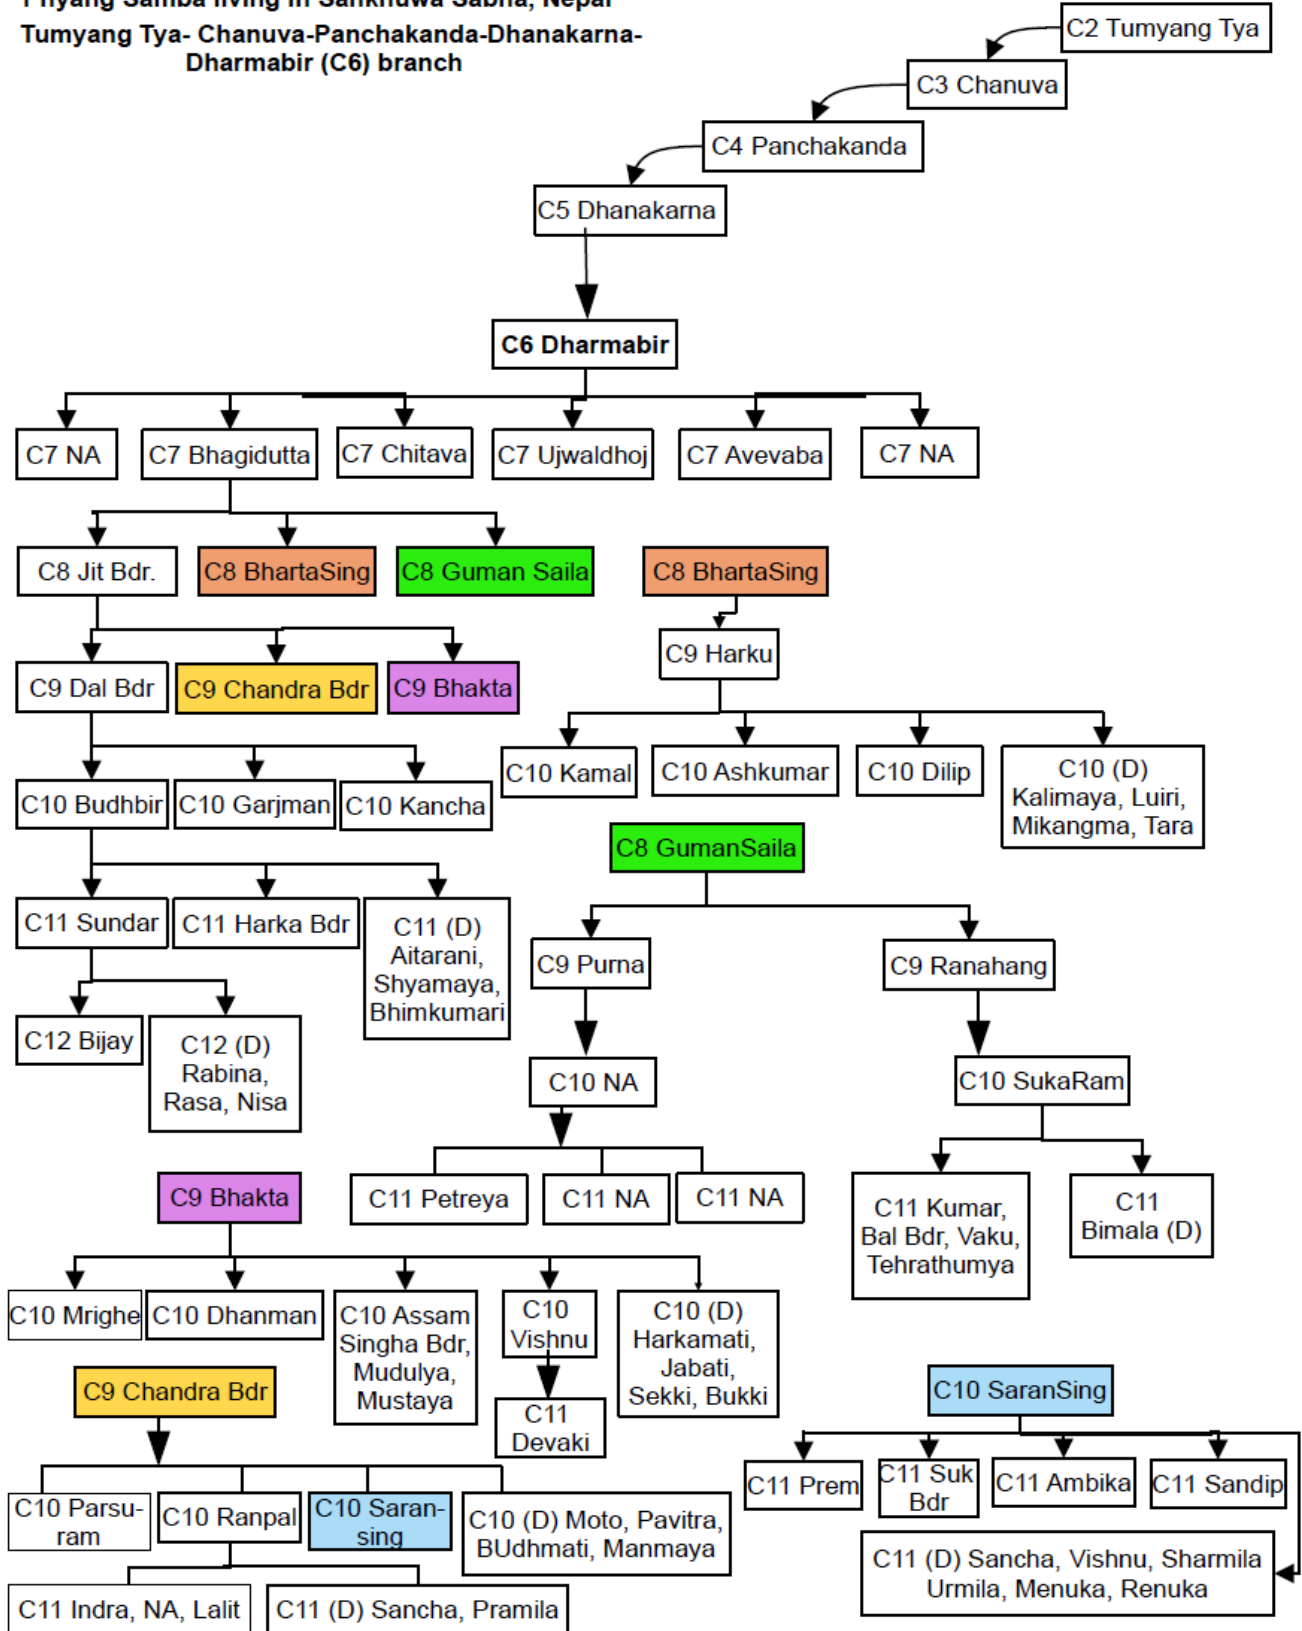 Tumyang Tya- Chanuva-Panchakanda-Dhanakarna-
Dharmabir (C6) branch
C2 Tumyang Tya
C3 Chanuva
C4 Panchakanda
C5 Dhanakarna
C6 Dharmabir
C7 NA
C7 Bhagidutta
C7 Chitava
C7 Ujwaldhoj
C7 Avevaba
C7 NA
C8 Jit Bdr.
C8 BhartaSing
C8 Guman Saila
C8 BhartaSing
C9 Harku
C9 Dal Bdr
C9 Chandra Bdr
C9 Bhakta
C10 Kamal
C10 Ashkumar
C10 Dilip
C10 (D)
Kalimaya, Luiri,
Mikangma, Tara
C10 Budhbir
C10 Garjman
C10 Kancha
C8 GumanSaila
C11 Sundar
C11 Harka Bdr
C11 (D)
Aitarani,
Shyamaya,
Bhimkumari
C9 Purna
C9 Ranahang
C12 Bijay
C12 (D)
Rabina,
Rasa, Nisa
C10 NA
C10 SukaRam
C9 Bhakta
C11 Petreya
C11 NA
C11 NA
C11 Kumar,
Bal Bdr, Vaku,
Tehrathumya
C11
Bimala (D)
C10 Mrighe
C10 Dhanman
C10 Assam
Singha Bdr,
Mudulya,
Mustaya
C10
Vishnu
C10 (D)
Harkamati,
Jabati,
Sekki, Bukki
C11
Devaki
C9 Chandra Bdr
C10 SaranSing
C10 Parsu-
ram
C10 Ranpal
C10 Saran-
sing
C10 (D) Moto, Pavitra,
BUdhmati, Manmaya
C11 Prem
C11 Suk
Bdr
C11 Ambika
C11 Sandip
C11 (D) Sancha, Vishnu, Sharmila
Urmila, Menuka, Renuka
C11 Indra, NA, Lalit
C11 (D) Sancha, Pramila